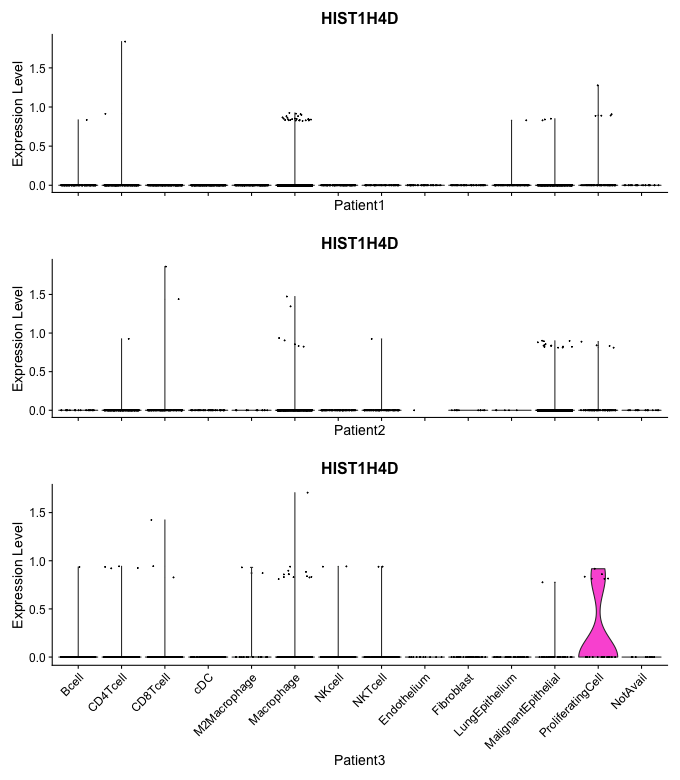 HIST1H4D
Expression Level
1.5
1.0
0.5
0.0
Patient1
HIST1H4D
Expression Level
1.5
1.0
0.5
0.0
Patient2
HIST1H4D
Expression Level
1.5
1.0
0.5
0.0
Bcell
CD4Tcell
CD8Tcell
cDC
M2Macrophage
Macrophage
NKcell
NKTcell
Endothelium
Fibroblast
LungEpithelium
MalignantEpithelial
ProliferatingCell
NotAvail
Patient3